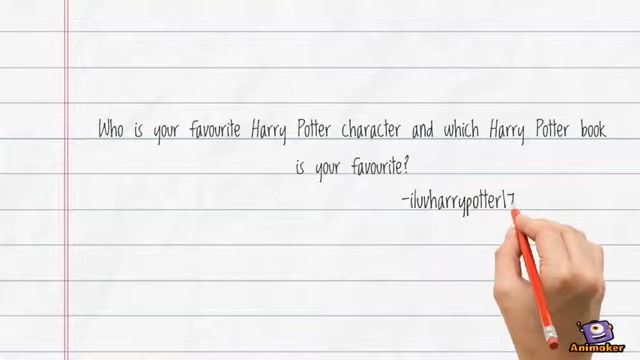 Who is your favourite Harry Potter character and which Harry Potter book
is your favourite?
-iluvharrypotter17
Animaker